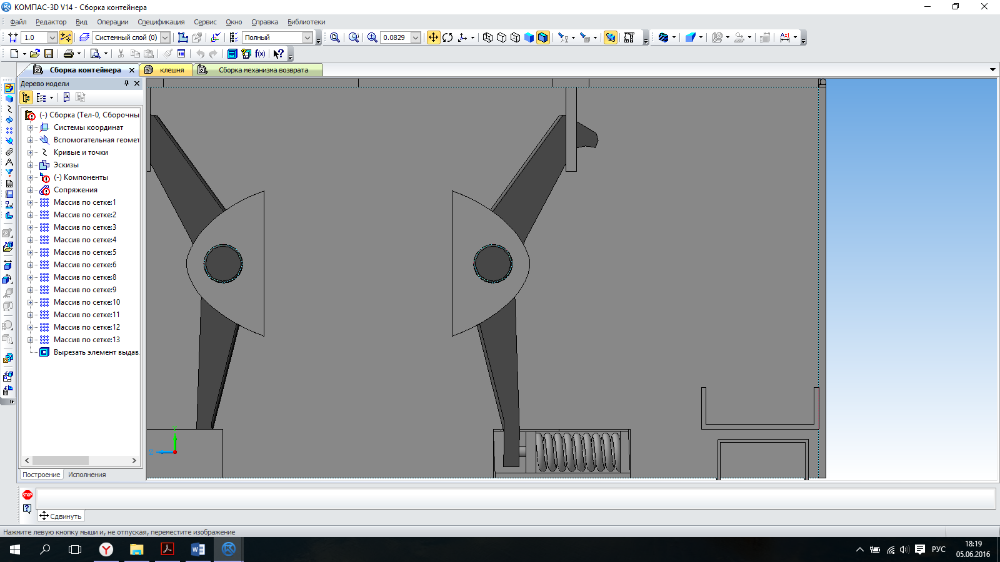 КОМПАС-3D V14 - Сборка контейнера
Файл Редактор Вид Операции Спецификация Сервис Окно Справка Библиотеки
1.0 Системный слой (0) Полный 0.0829
f(x)
Сборка контейнера клешня Сборка механизма возврата
Дерево модели
(-) Сборка (Тел-0, Сборочны
Системы координат
Вспомогательная геомет
Кривые и точки
Эскизы
(-) Компоненты
Сопряжения
Массив по сетке:1
Массив по сетке:2
Массив по сетке:3
Массив по сетке:4
Массив по сетке:5
Массив по сетке:6
Массив по сетке:8
Массив по сетке:9
Массив по сетке:10
Массив по сетке:11
Массив по сетке:12
Массив по сетке:13
Вырезать элемент выдав.
Z
Построение Исполнения
STOP
Сдвинуть
Нажмите левую кнопку мыши и, не отпуская, переместите изображение
РУС
18:19
05.06.2016